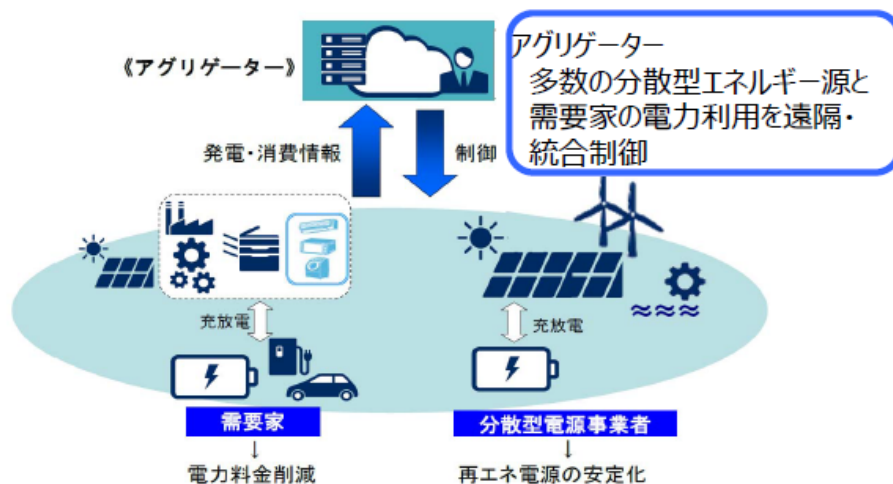 《アグリゲーター》
アグリゲーター
多数の分散型エネルギー源と
需要家の電力利用を遠隔・
統合制御
発電・消費情報
制御
充放電
充放電
需要家
分散型電源事業者
↓
↓
電力料金削減
再エネ電源の安定化